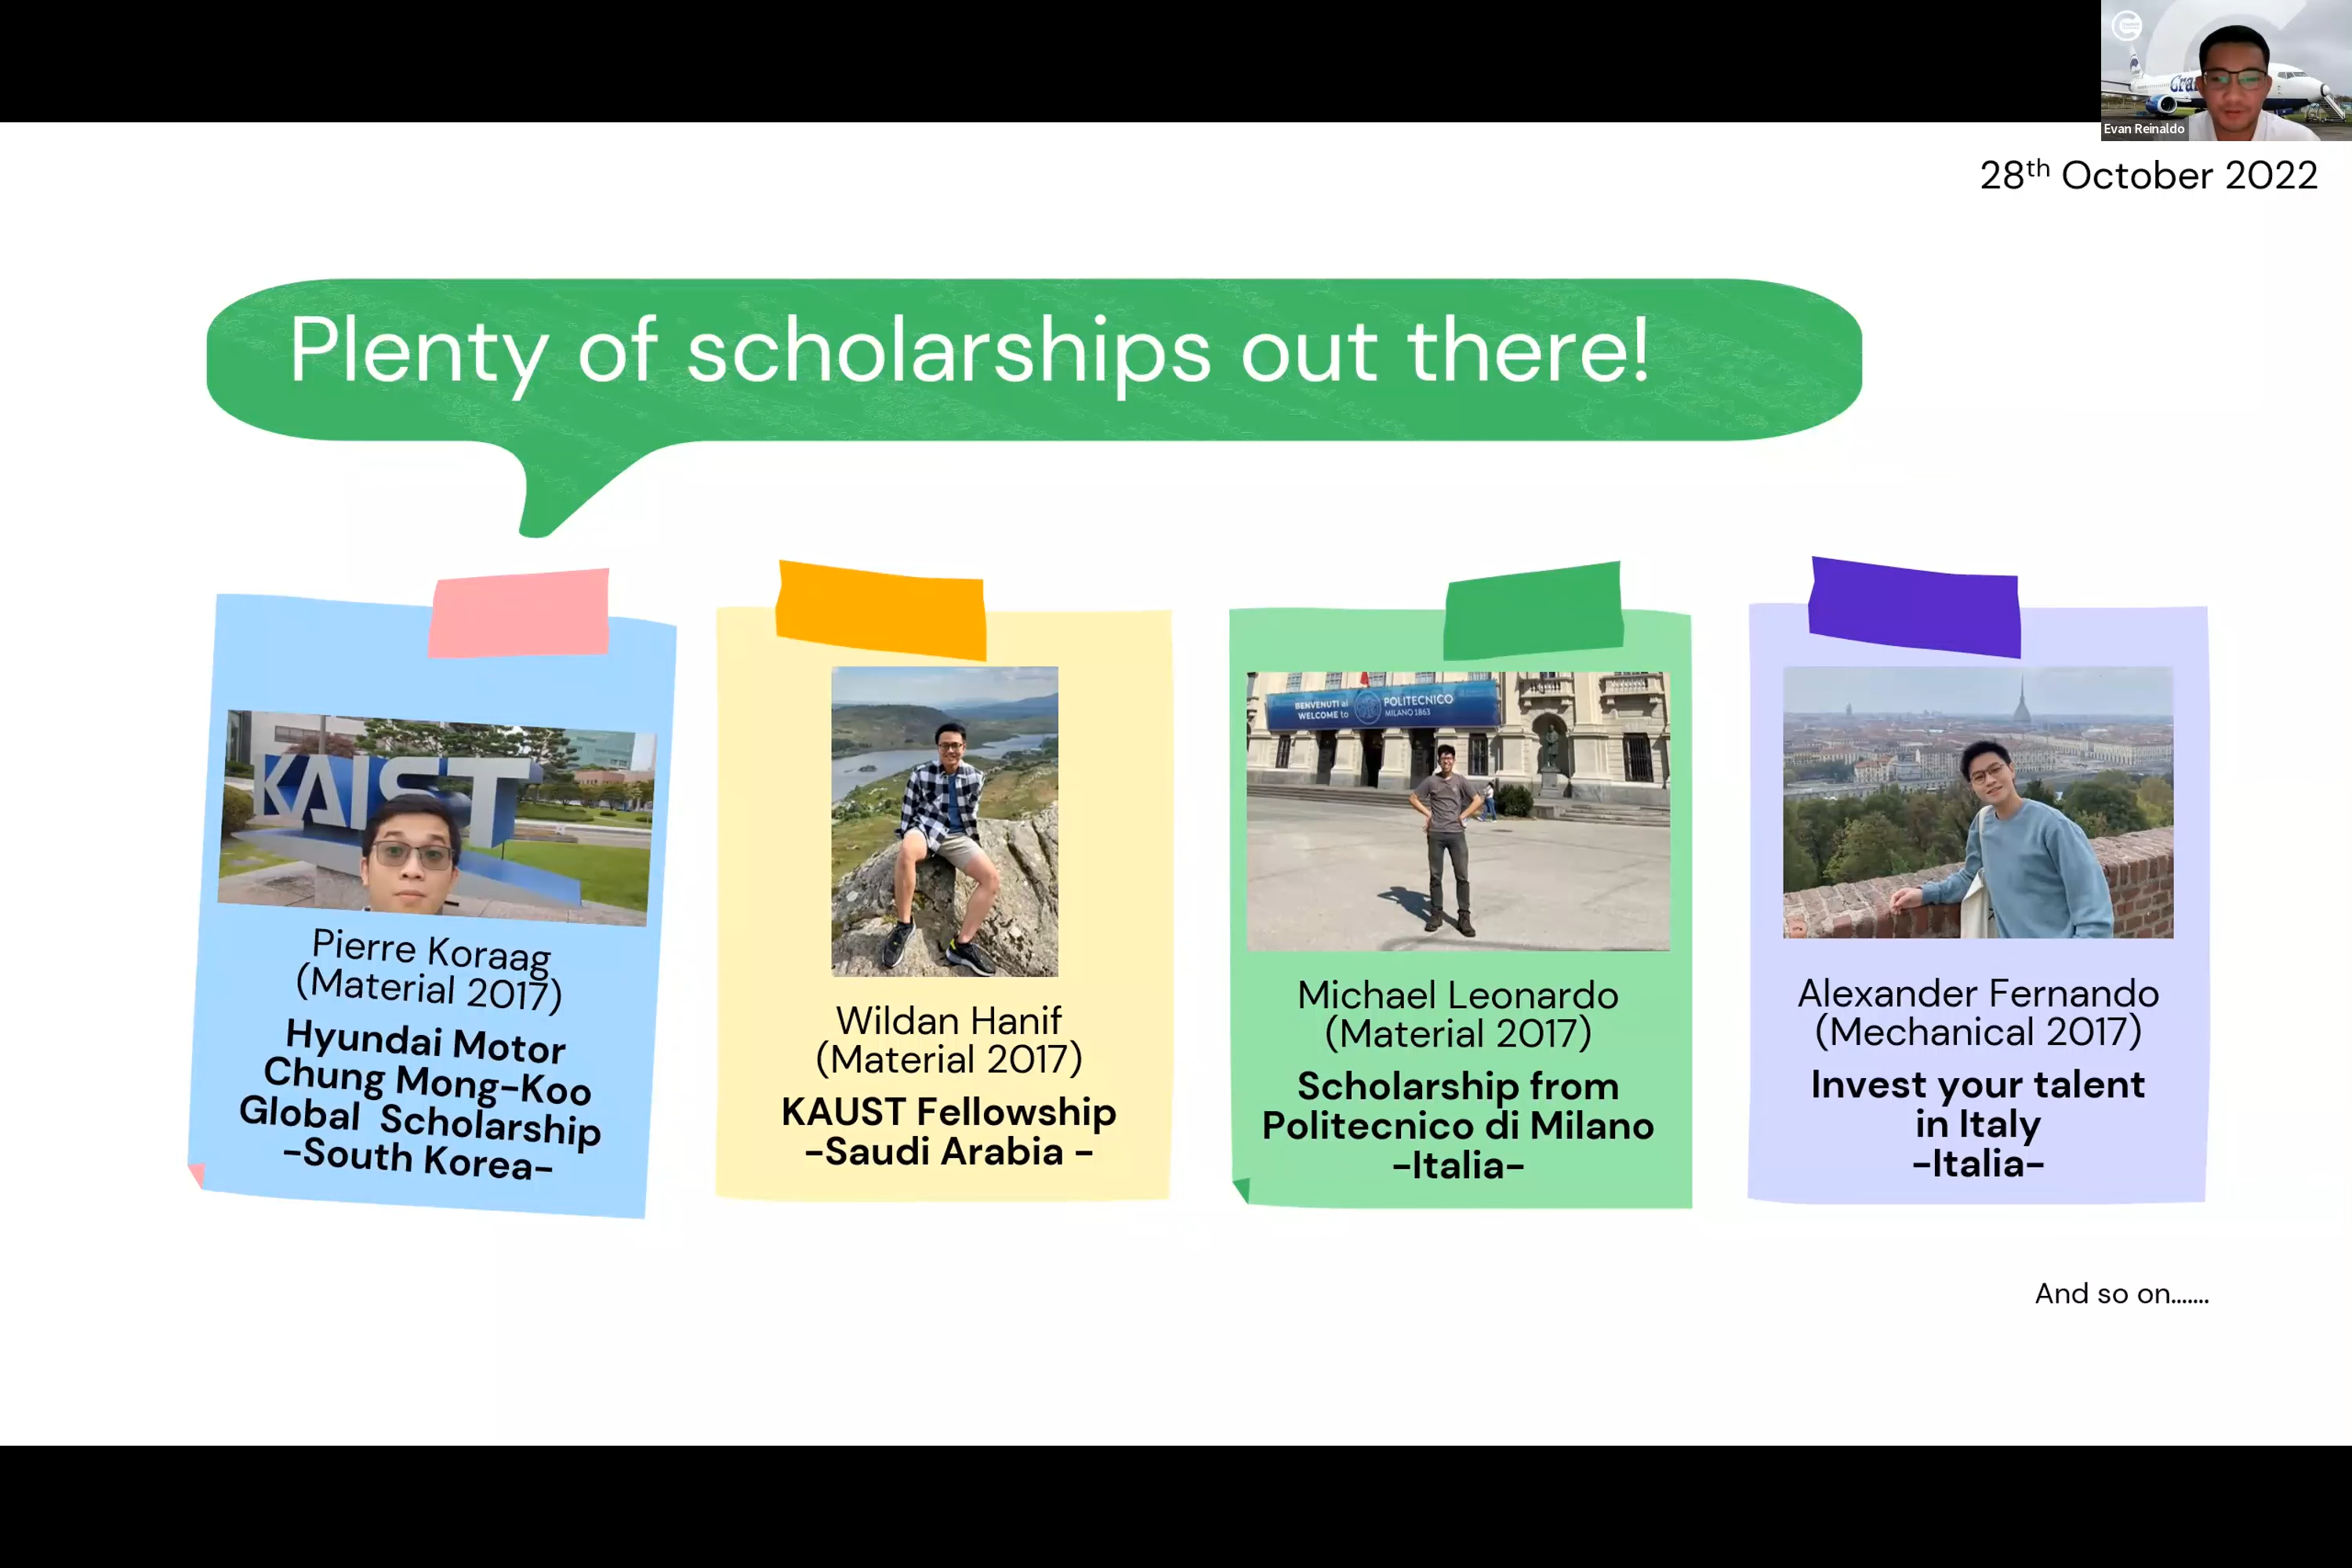 Cra
Evan Reinaldo
28th October 2022
Plenty of scholarships out there!
KAIST
Pierre Koraag
(Material 2017)
Hyundai Motor
Chung Mong-Koo
Global Scholarship
-South Korea-
Wildan Hanif
(Material 2017)
KAUST Fellowship
-Saudi Arabia -
BENVENUTI al
WELCOME to
POLITECNICO
MILANO 1863
Michael Leonardo
(Material 2017)
Scholarship from
Politecnico di Milano
-Italia-
Alexander Fernando
(Mechanical 2017)
Invest your talent
in Italy
-Italia-
And so on.......